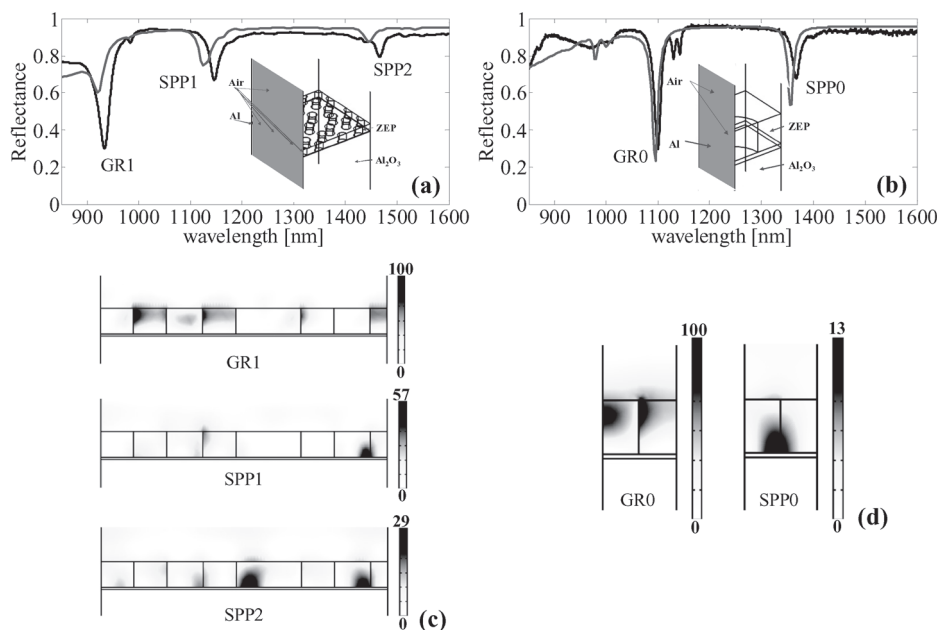 1
0.8
0.6
0.4
0.2
0
Reflectance
900 1000 1100 1200 1300 1400 1500 1600
wavelength [nm]
GR1
SPP1
SPP2
Air
Al
ZEP
Al₂O₃
(a)
1
0.8
0.6
0.4
0.2
0
Reflectance
900 1000 1100 1200 1300 1400 1500 1600
wavelength [nm]
GR0
SPP0
Air
Al
ZEP
Al₂O₃
(b)
100
0
GR1
57
0
SPP1
29
0
SPP2
(c)
100
0
GR0
13
0
SPP0
(d)